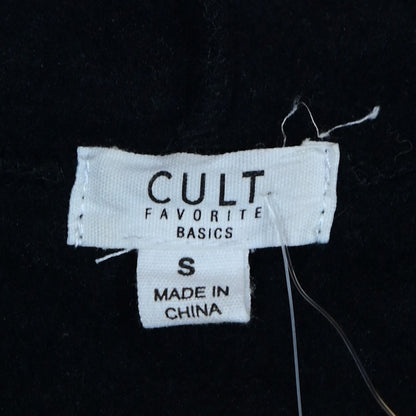 CULT
FAVORITE
BASICS
S
MADE IN
CHINA